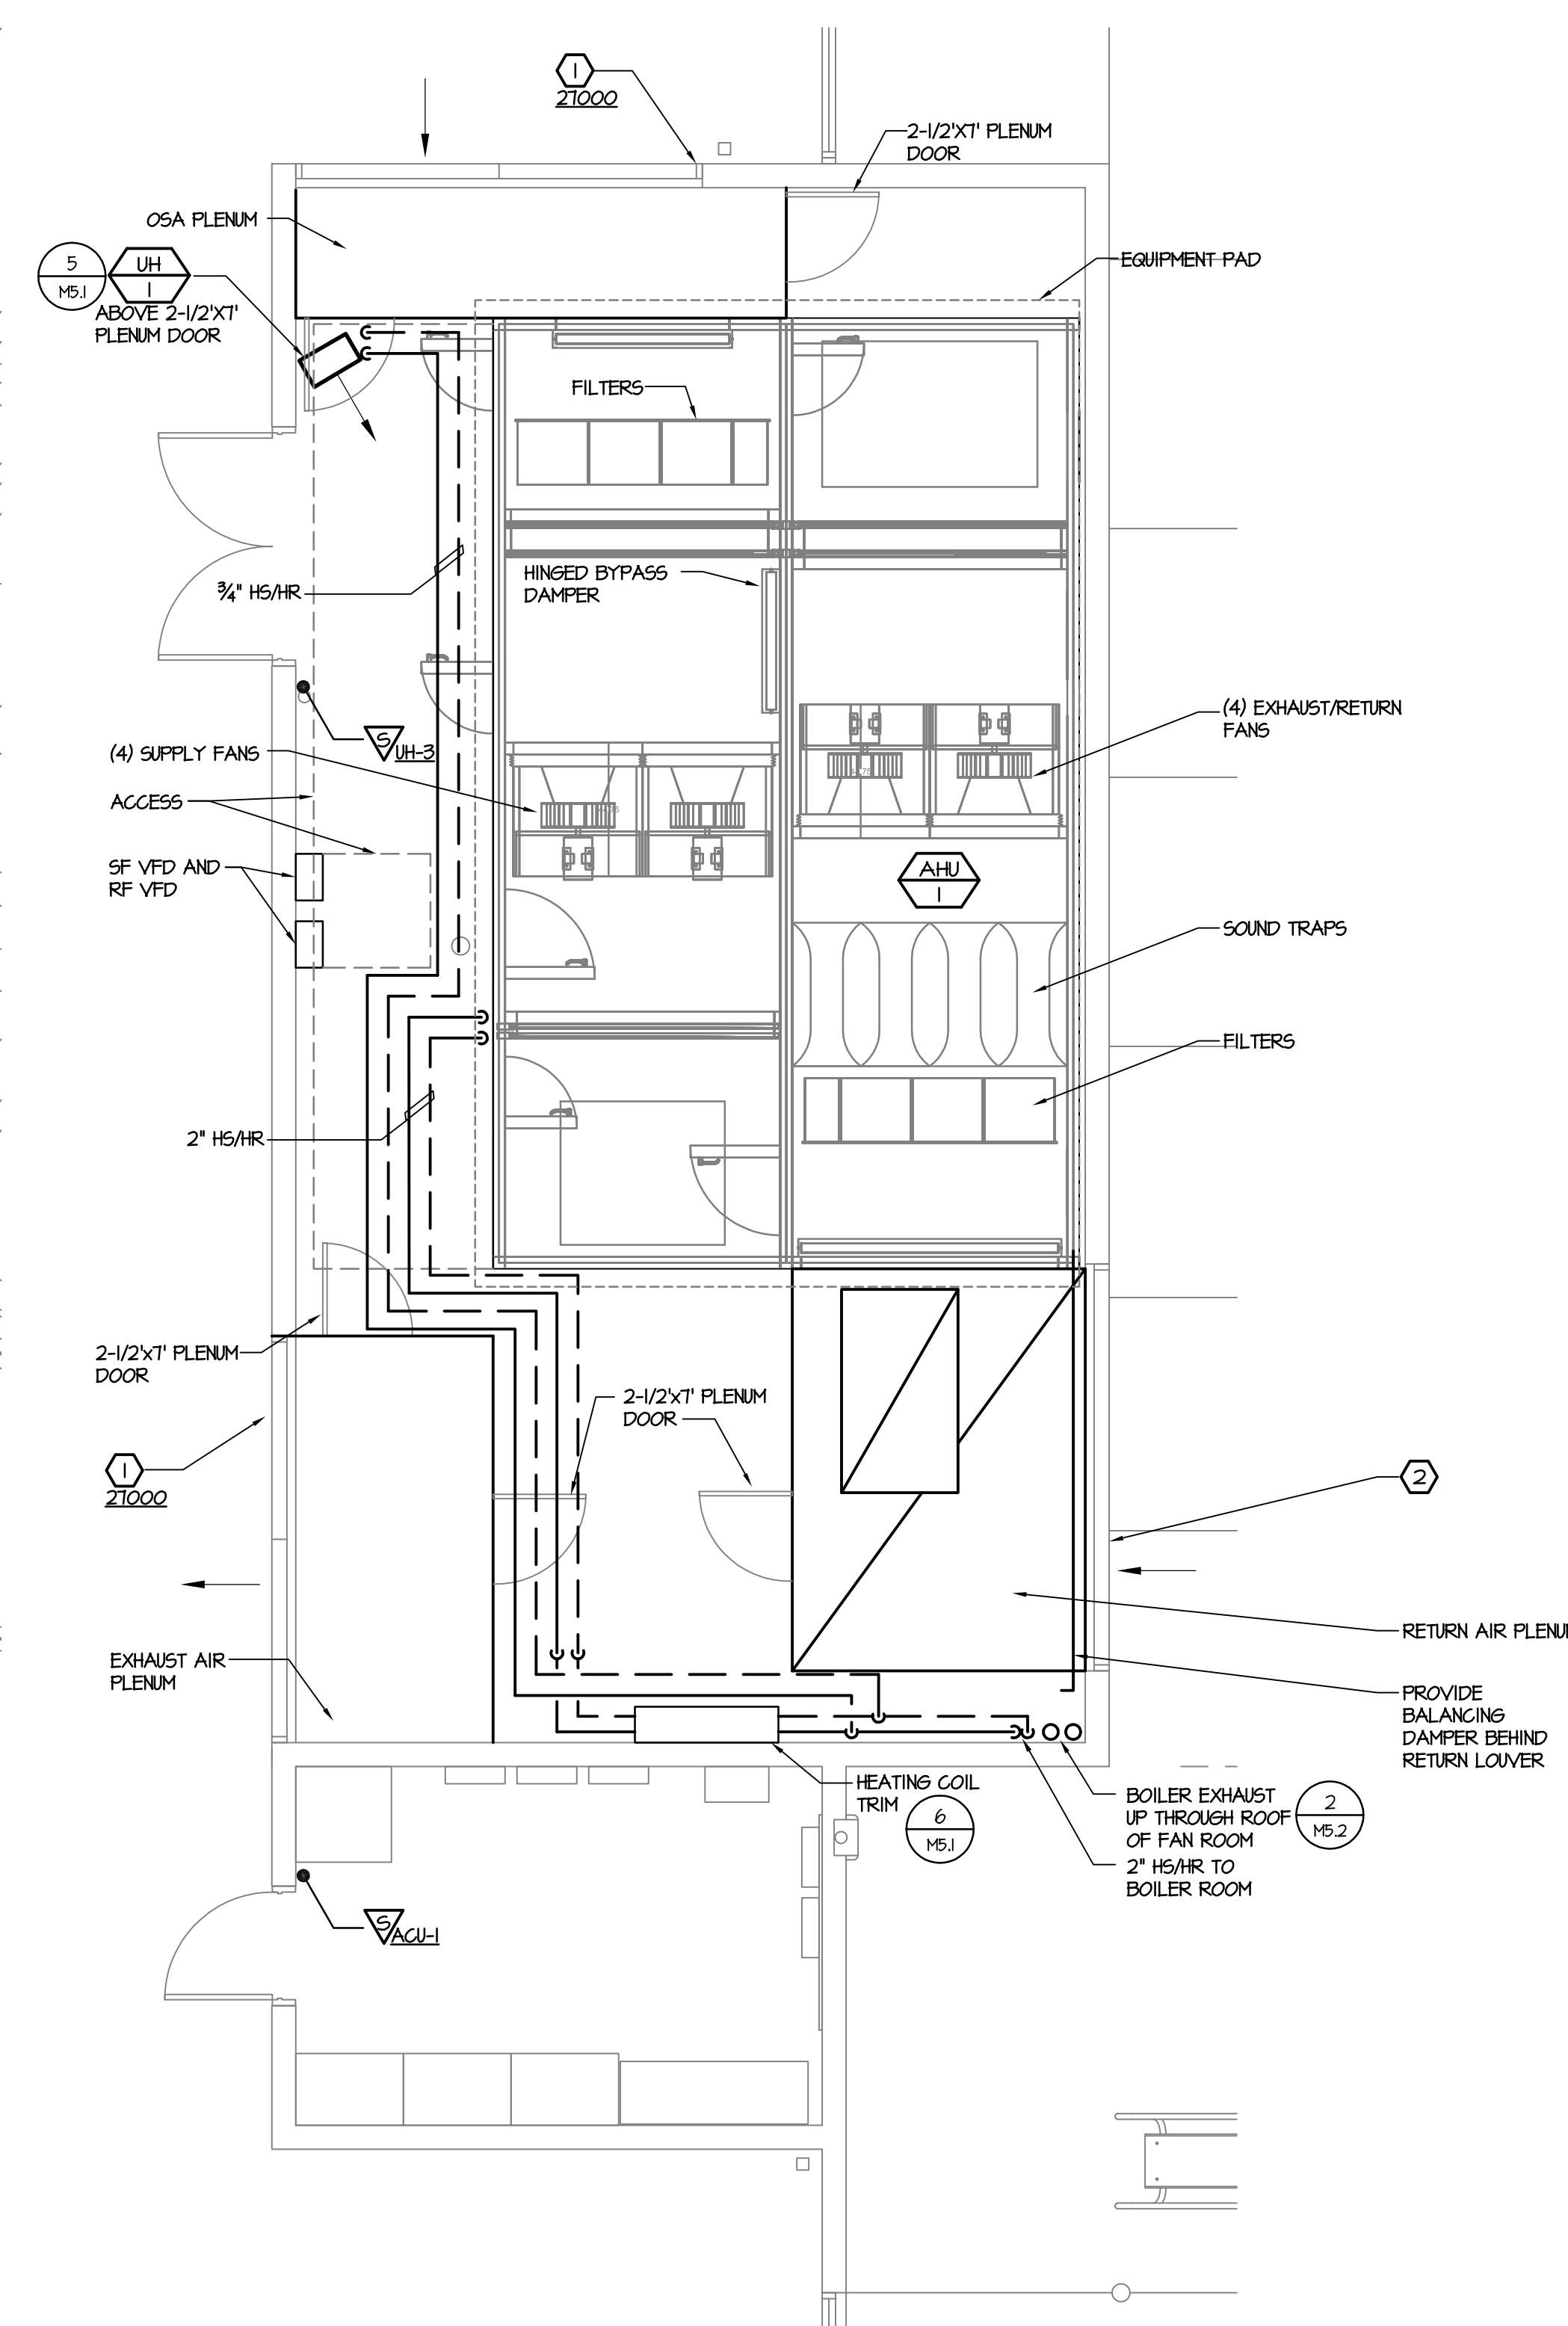 1
27000
2-1/2'X7' PLENUM
DOOR
OSA PLENUM
5
M5.1
UH
1
ABOVE 2-1/2'X7'
PLENUM DOOR
EQUIPMENT PAD
FILTERS
HINGED BYPASS
DAMPER
3/4" HS/HR
S
UH-3
(4) SUPPLY FANS
ACCESS
SF VFD AND
RF VFD
(4) EXHAUST/RETURN
FANS
AHU
1
SOUND TRAPS
FILTERS
2" HS/HR
2-1/2'x7' PLENUM
DOOR
2-1/2'x7' PLENUM
DOOR
1
27000
2
EXHAUST AIR
PLENUM
RETURN AIR
PROVIDE
BALANCING
DAMPER BEHIND
RETURN LOUVER
HEATING COIL
TRIM
6
M5.1
BOILER EXHAUST
UP THROUGH ROOF
OF FAN ROOM
2
M5.2
2" HS/HR TO
BOILER ROOM
S
ACU-1